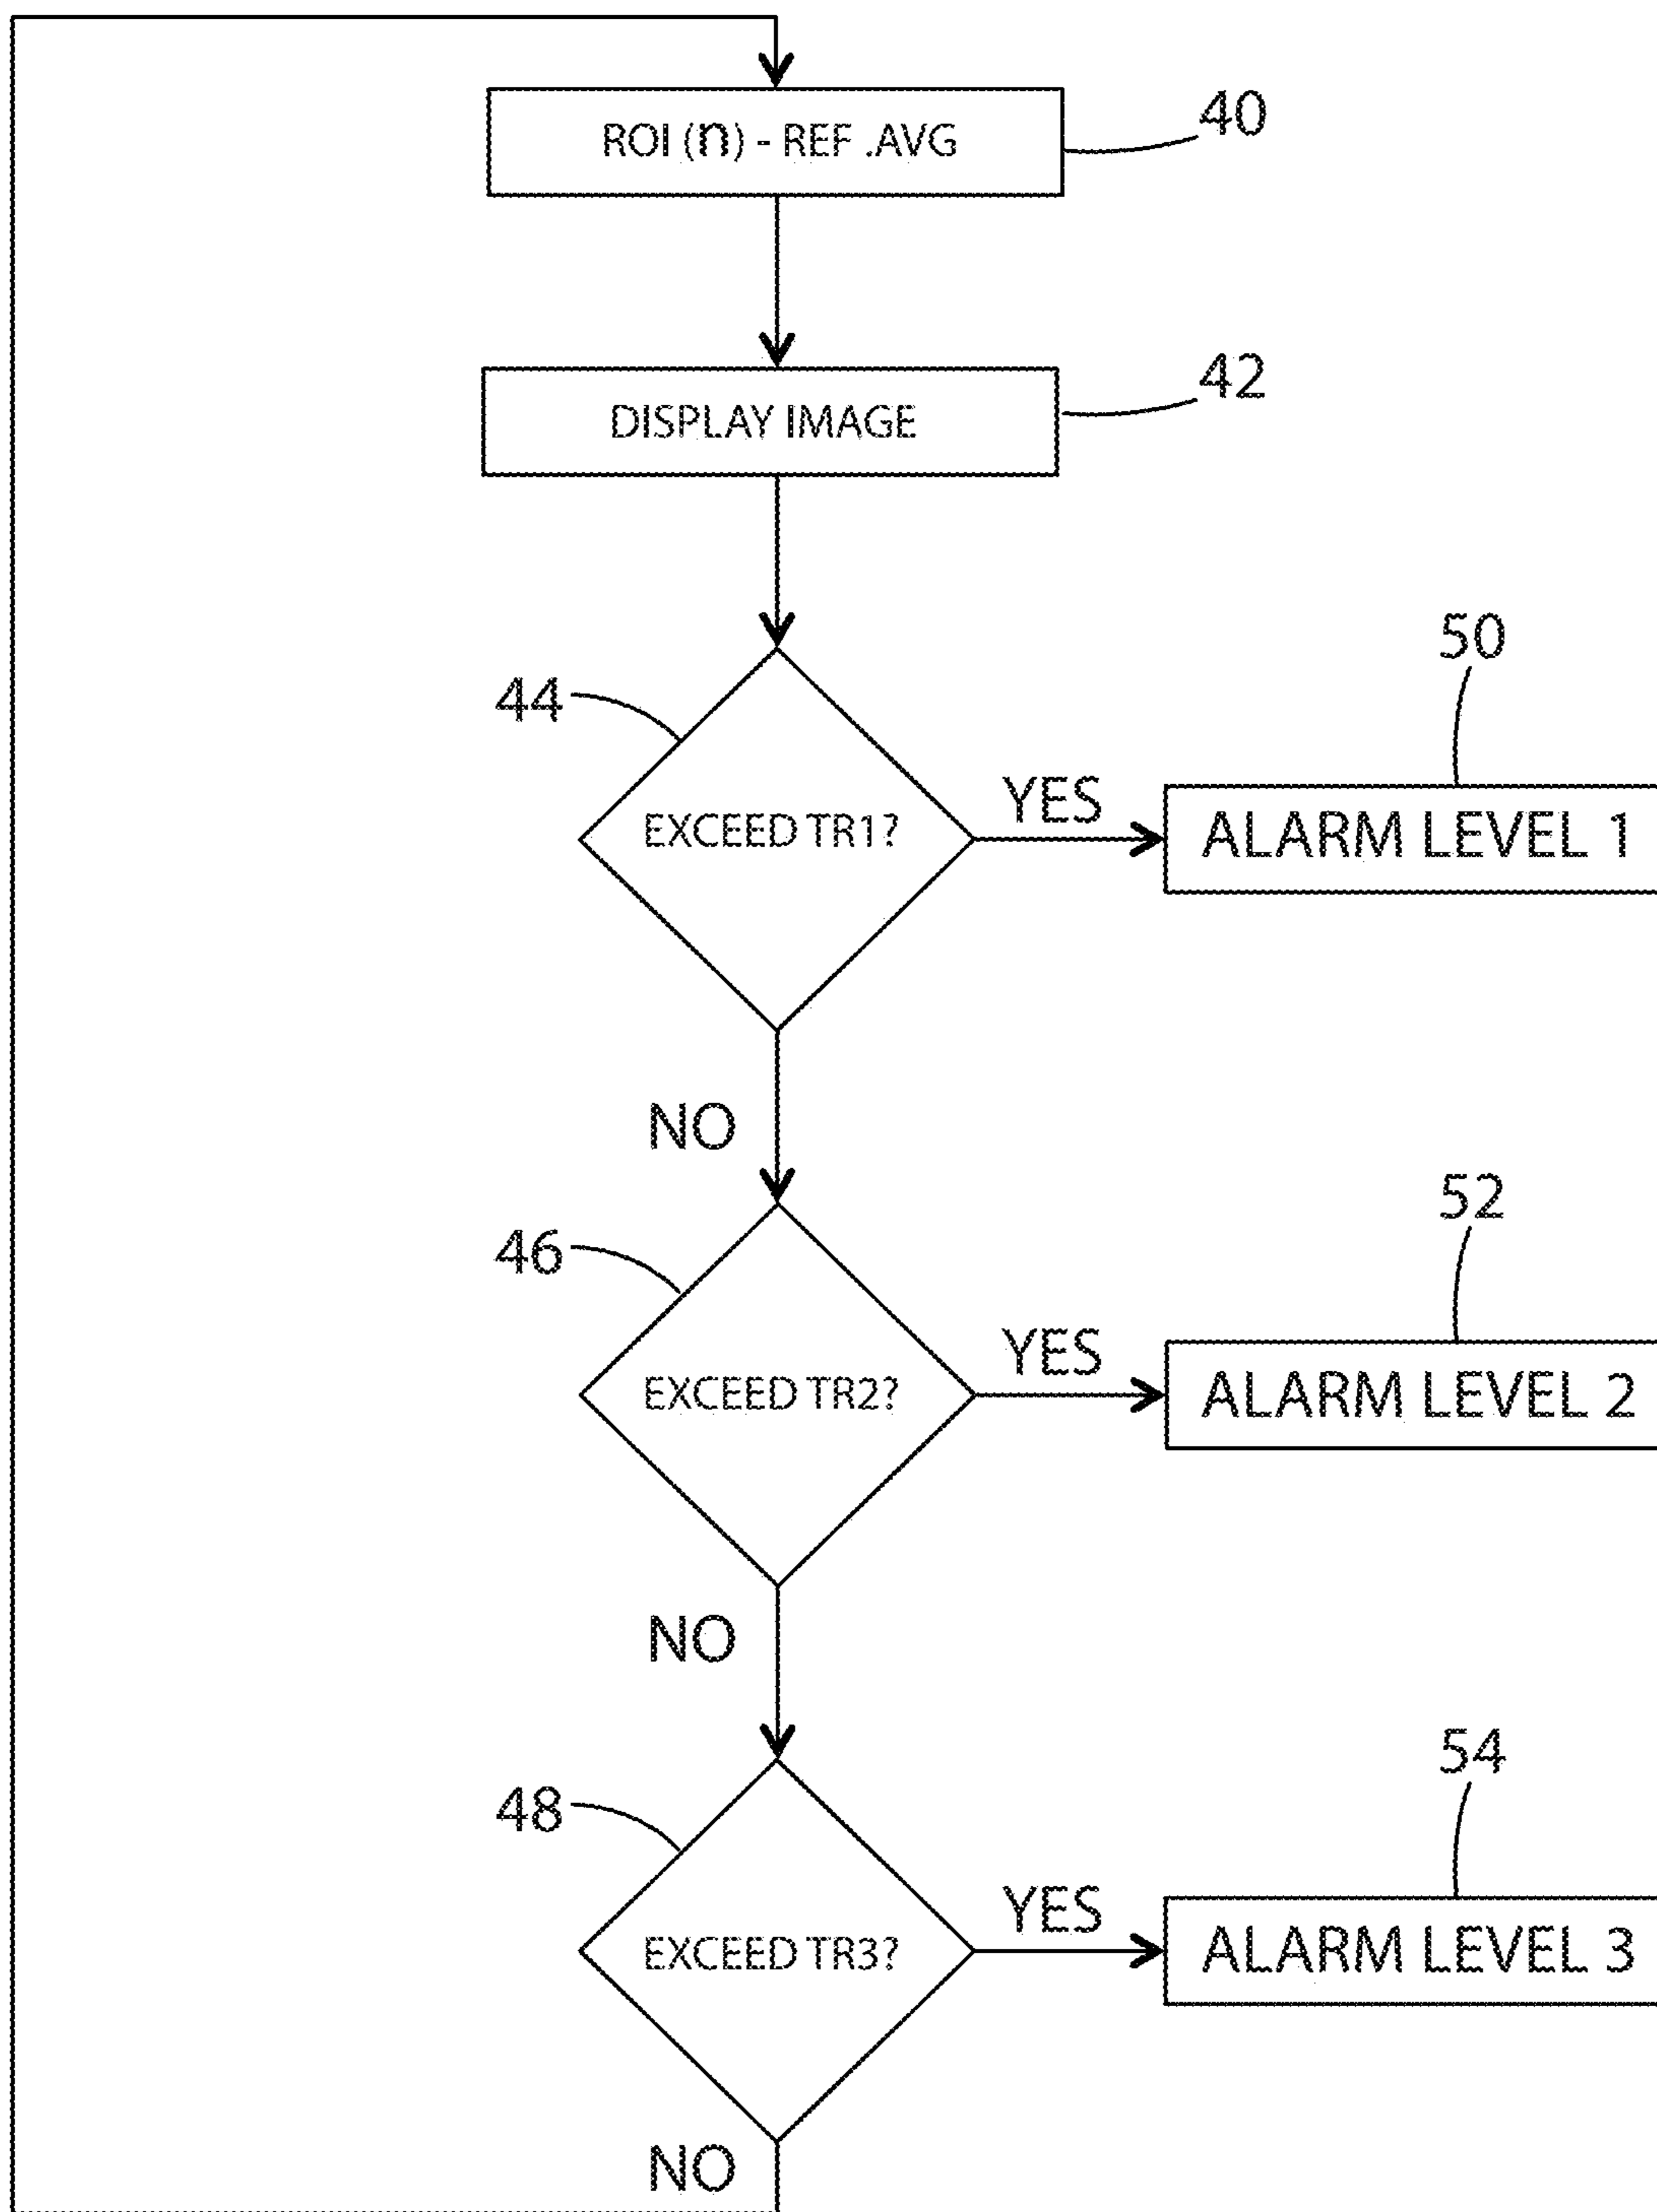 ROI (n) - REF .AVG
40
DISPLAY IMAGE
42
44
EXCEED TR1?
YES
50
ALARM LEVEL 1
NO
46
EXCEED TR2?
YES
52
ALARM LEVEL 2
NO
48
EXCEED TR3?
YES
54
ALARM LEVEL 3
NO